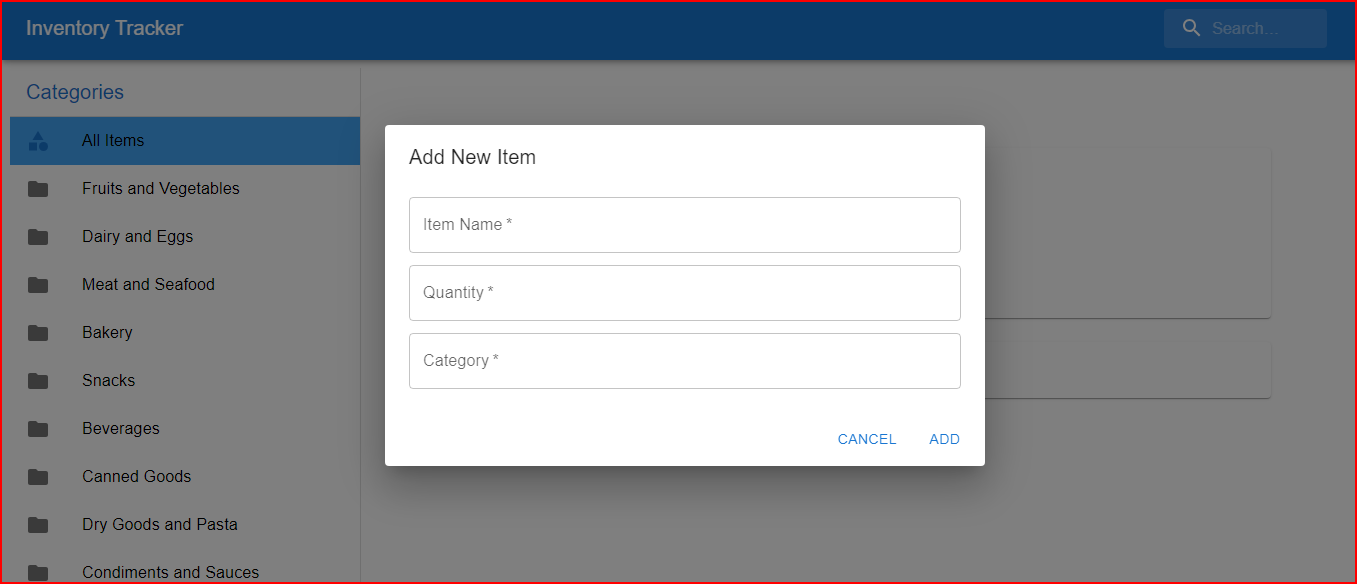 Inventory Tracker
Search...
Categories
All Items
Fruits and Vegetables
Dairy and Eggs
Meat and Seafood
Bakery
Snacks
Beverages
Canned Goods
Dry Goods and Pasta
Condiments and Sauces
Add New Item
Item Name *
Quantity *
Category *
CANCEL ADD